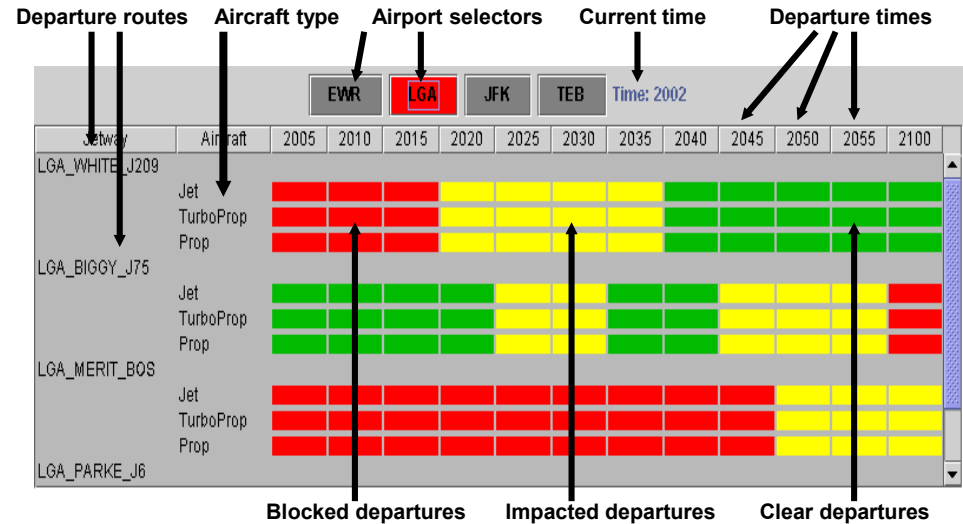 Departure routes Aircraft type Airport selectors Current time Departure times
EWR LGA JFK TEB Time: 2002
Jetway Aircraft 2005 2010 2015 2020 2025 2030 2035 2040 2045 2050 2055 2100
LGA_WHITE_J209
Jet
TurboProp
Prop
LGA_BIGGY_J75
Jet
TurboProp
Prop
LGA_MERIT_BOS
Jet
TurboProp
Prop
LGA_PARKE_J6
Blocked departures Impacted departures Clear departures